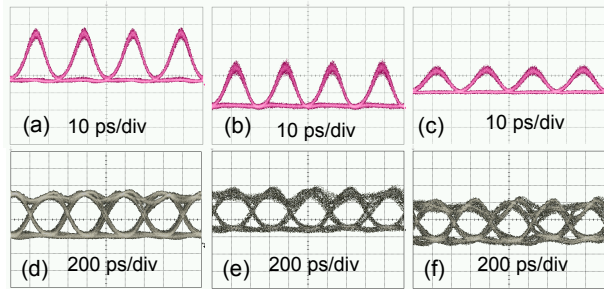 (a) 10 ps/div
(b) 10 ps/div
(c) 10 ps/div
(d) 200 ps/div
(e) 200 ps/div
(f) 200 ps/div